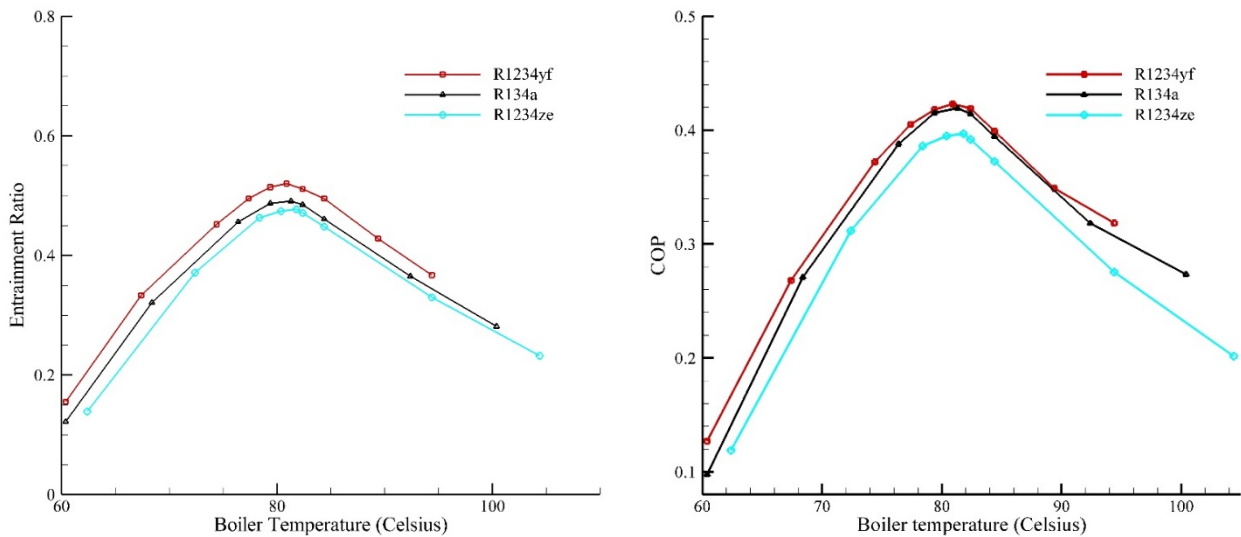 0.8
R1234yf
R134a
R1234ze
0.6
0.4
0.2
0
60
80
100
Entrainment Ratio
Boiler Temperature (Celsius)
0.5
R1234yf
R134a
R1234ze
0.4
0.3
0.2
0.1
60
70
80
90
100
COP
Boiler temperature (Celsius)